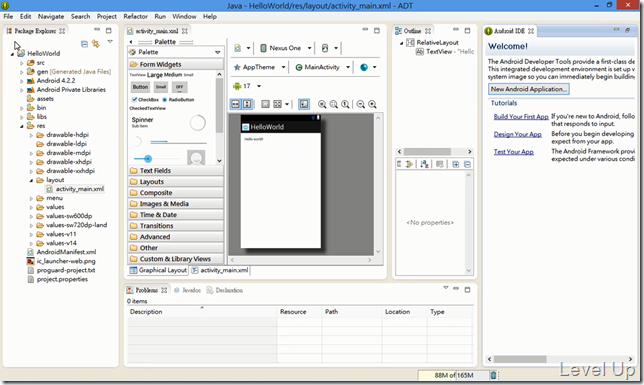 Java - HelloWorld/res/layout/activity_main.xml - ADT
File Edit Navigate Search Project Refactor Run Window Help
Package Explorer
HelloWorld
src
gen [Generated Java Files]
Android 4.2.2
Android Private Libraries
assets
bin
libs
res
drawable-hdpi
drawable-ldpi
drawable-mdpi
drawable-xhdpi
drawable-xxhdpi
layout
activity_main.xml
menu
values
values-sw600dp
values-sw720dp-land
values-v11
values-v14
AndroidManifest.xml
ic_launcher-web.png
proguard-project.txt
project.properties
activity_main.xml
Palette
Palette
Form Widgets
TextView Large Medium Small
Button Small OFF
CheckBox RadioButton
CheckedTextView
Spinner
Sub Item
Text Fields
Layouts
Composite
Images & Media
Time & Date
Transitions
Advanced
Other
Custom & Library Views
Graphical Layout activity_main.xml
Nexus One
AppTheme MainActivity
17
HelloWorld
Hello world!
Outline
RelativeLayout
TextView - "Hello
<No properties>
Android IDE
Welcome!
The Android Developer Tools provide a first-class de
This integrated development environment is set up w
system image so you can immediately begin buildin
New Android Application...
Tutorials
Build Your First App If you're new to Android, follow
that responds to input.
Design Your App Before you begin developing
expect from your app.
Test Your App The Android Framework provi
expected under various condi
Problems Javadoc Declaration
0 items
Description Resource Path Location Type
88M of 165M
Level Up